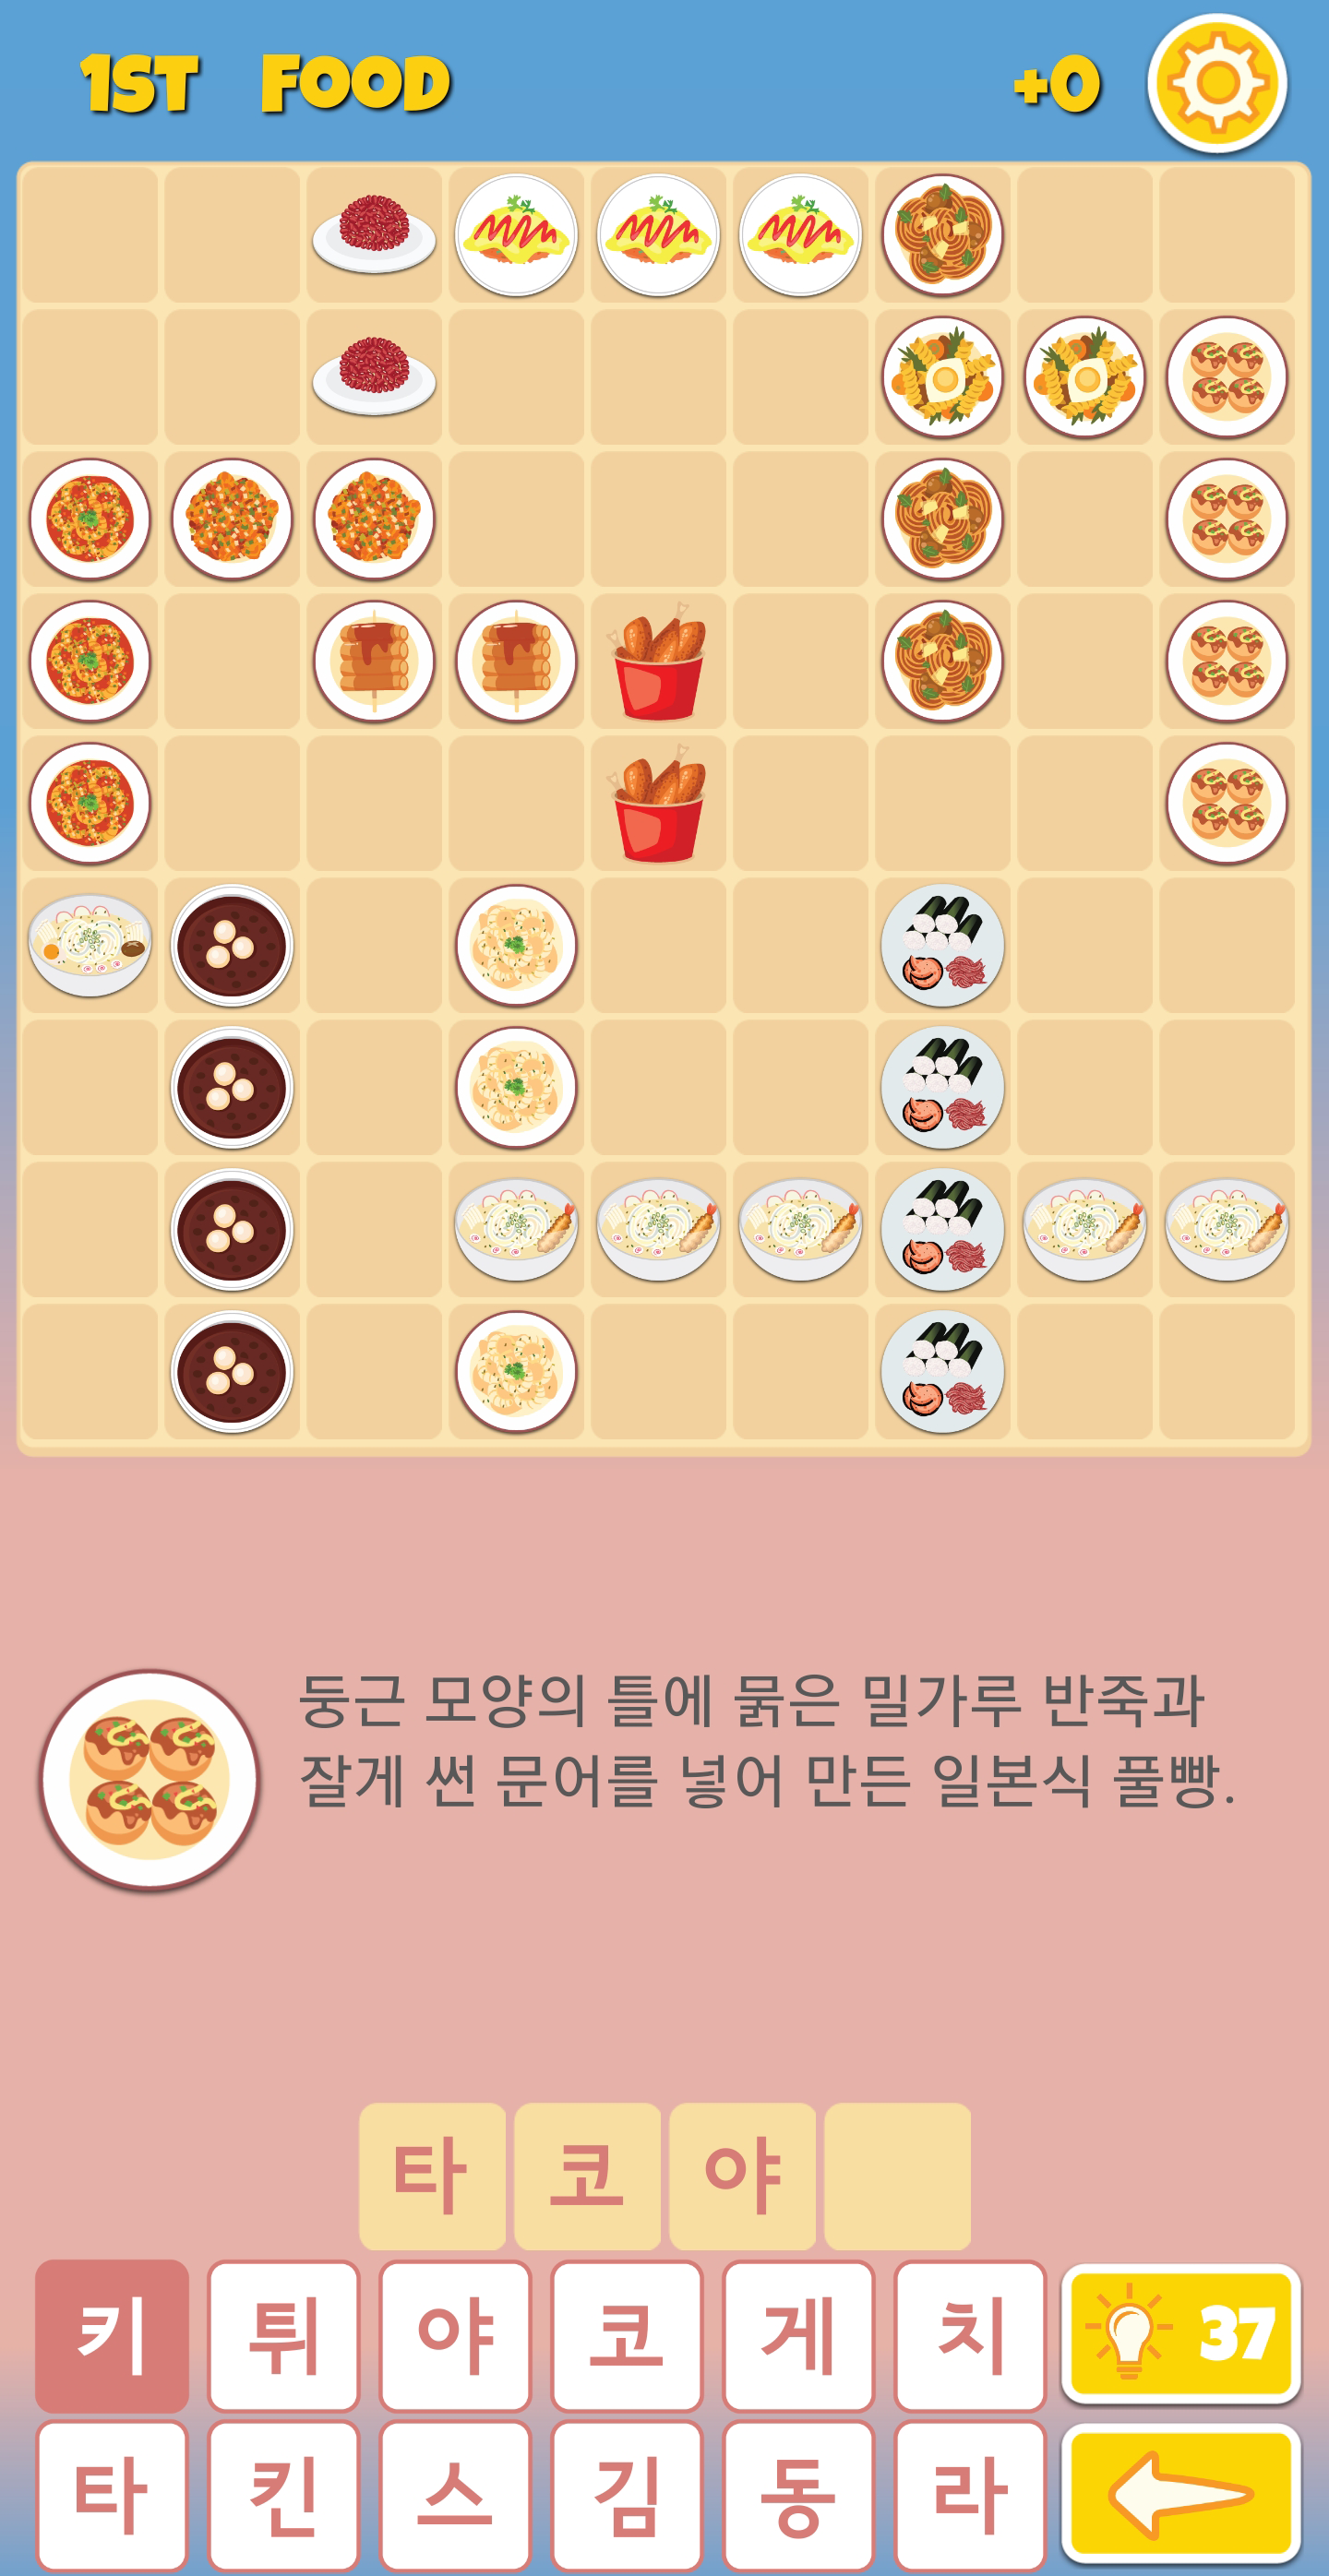 1ST FOOD +0
둥근 모양의 틀에 묽은 밀가루 반죽과
잘게 썬 문어를 넣어 만든 일본식 풀빵.
타 코 야
키 튀 야 코 게 치 37
타 킨 스 김 동 라